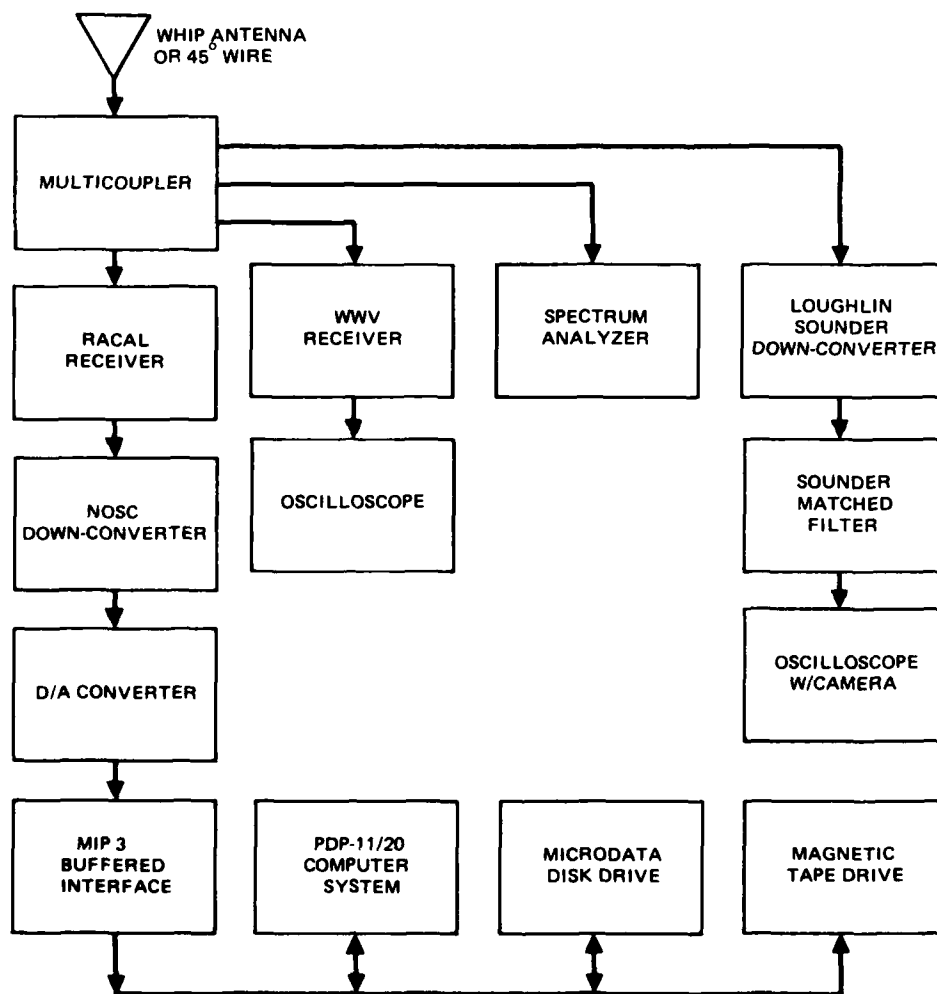 WHIP ANTENNA
OR 45° WIRE
MULTICOUPLER
RACAL
RECEIVER
WWV
RECEIVER
SPECTRUM
ANALYZER
LOUGHLIN
SOUNDER
DOWN-CONVERTER
NOSC
DOWN-CONVERTER
OSCILLOSCOPE
SOUNDER
MATCHED
FILTER
D/A CONVERTER
OSCILLOSCOPE
W/CAMERA
MIP 3
BUFFERED
INTERFACE
PDP-11/20
COMPUTER
SYSTEM
MICRODATA
DISK DRIVE
MAGNETIC
TAPE DRIVE